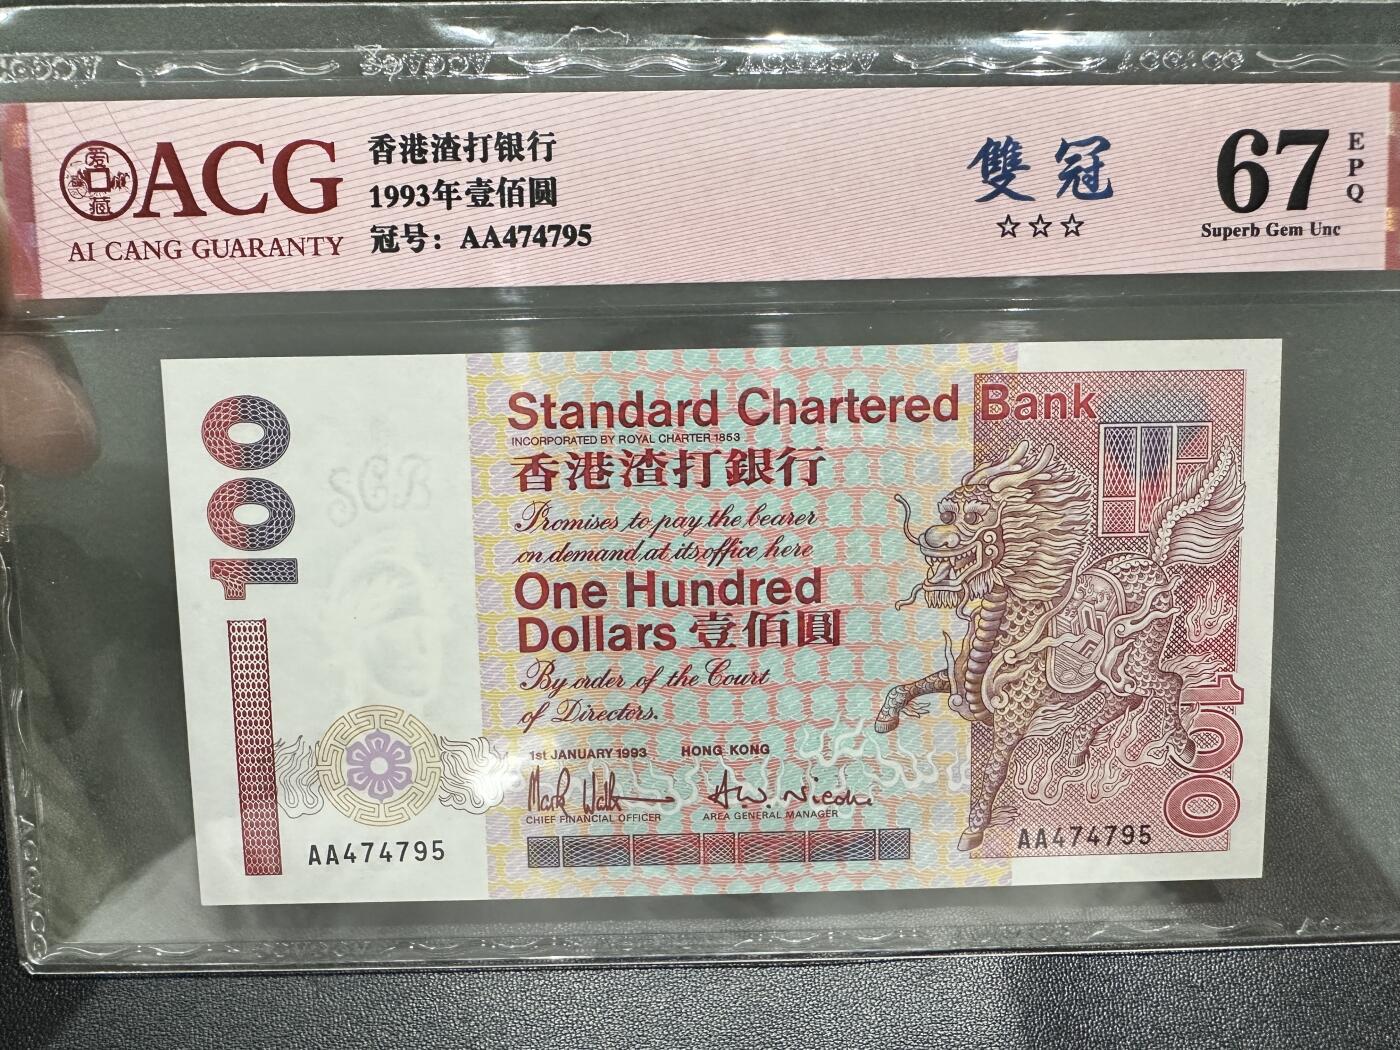 ACG
爱藏
AI CANG GUARANTY
香港渣打银行
1993年壹佰圆
冠号：AA474795
雙冠
☆☆☆
67
EPQ
Superb Gem Unc
100
Standard Chartered Bank
INCORPORATED BY ROYAL CHARTER 1853
香港渣打銀行
Promises to pay the bearer
on demand at its office here
One Hundred
Dollars 壹佰圓
By order of the Court
of Directors.
1st JANUARY 1993 HONG KONG
CHIEF FINANCIAL OFFICER
AREA GENERAL MANAGER
AA474795
AA474795
100